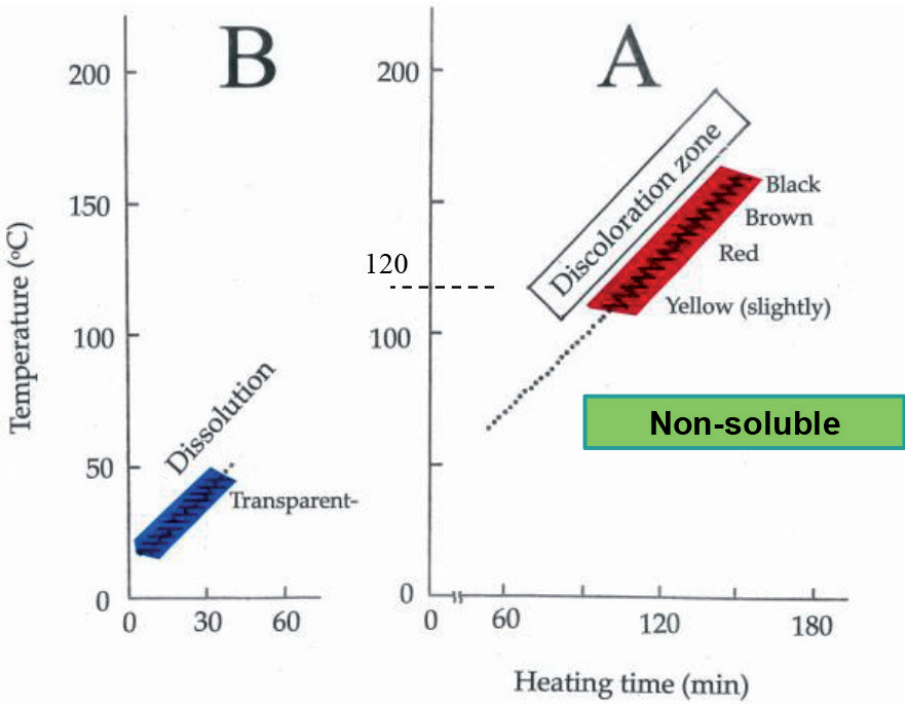 B
A
Temperature (ºC)
200
150
100
50
0
0
30
60
Dissolution
Transparent-
200
120
100
0
0
60
120
180
Discoloration zone
Black
Brown
Red
Yellow (slightly)
Non-soluble
Heating time (min)